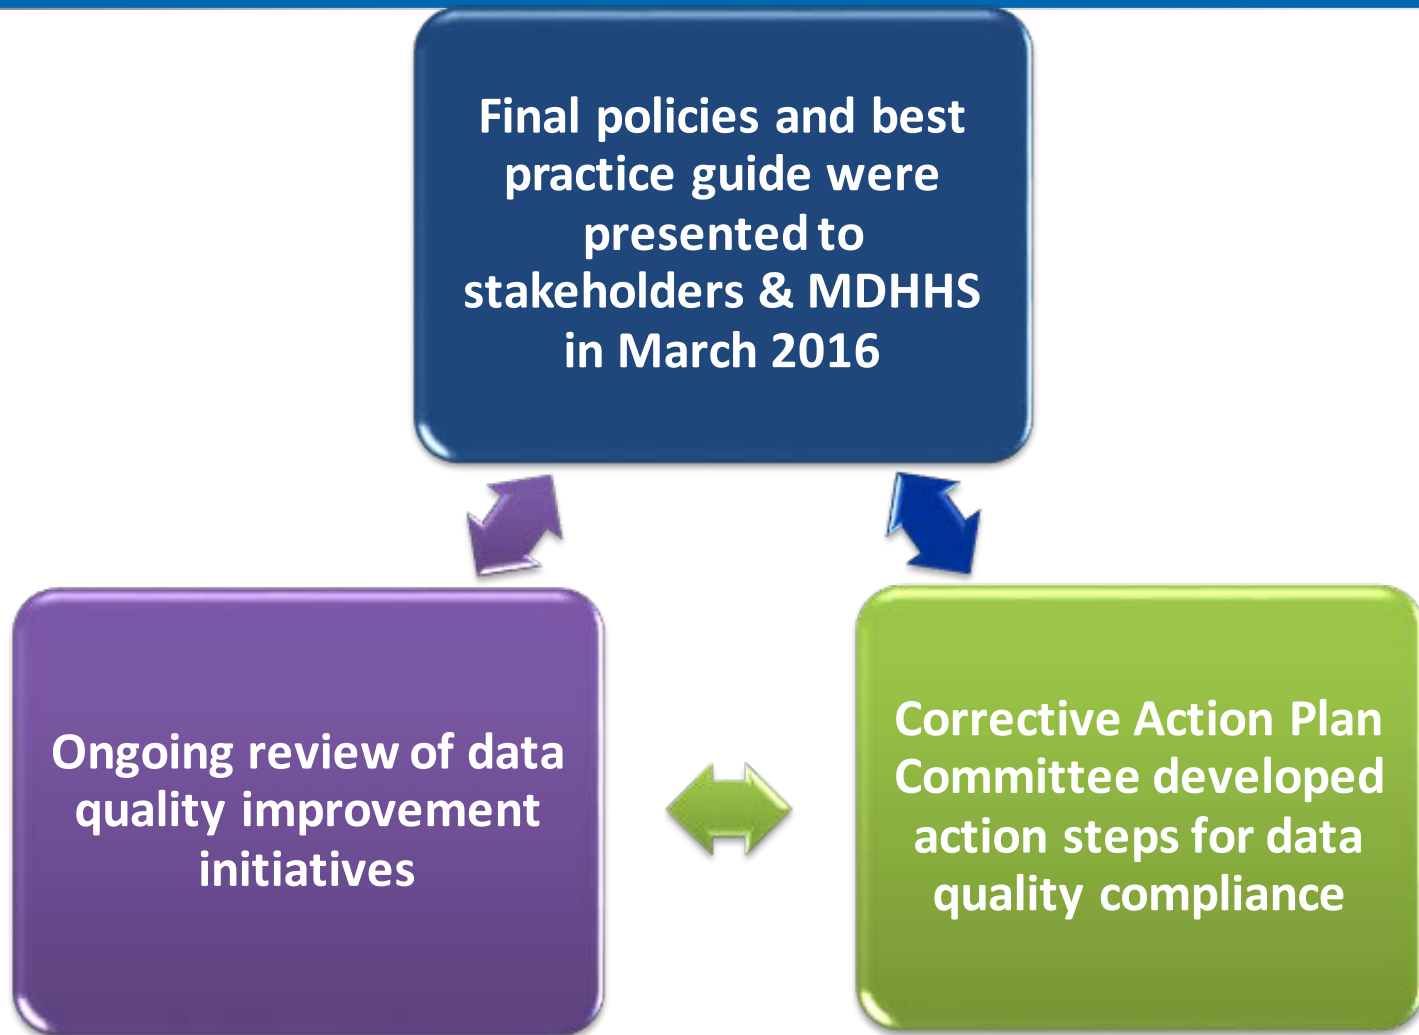 Final policies and best
practice guide were
presented to
stakeholders & MDHHS
in March 2016
Ongoing review of data
quality improvement
initiatives
Corrective Action Plan
Committee developed
action steps for data
quality compliance